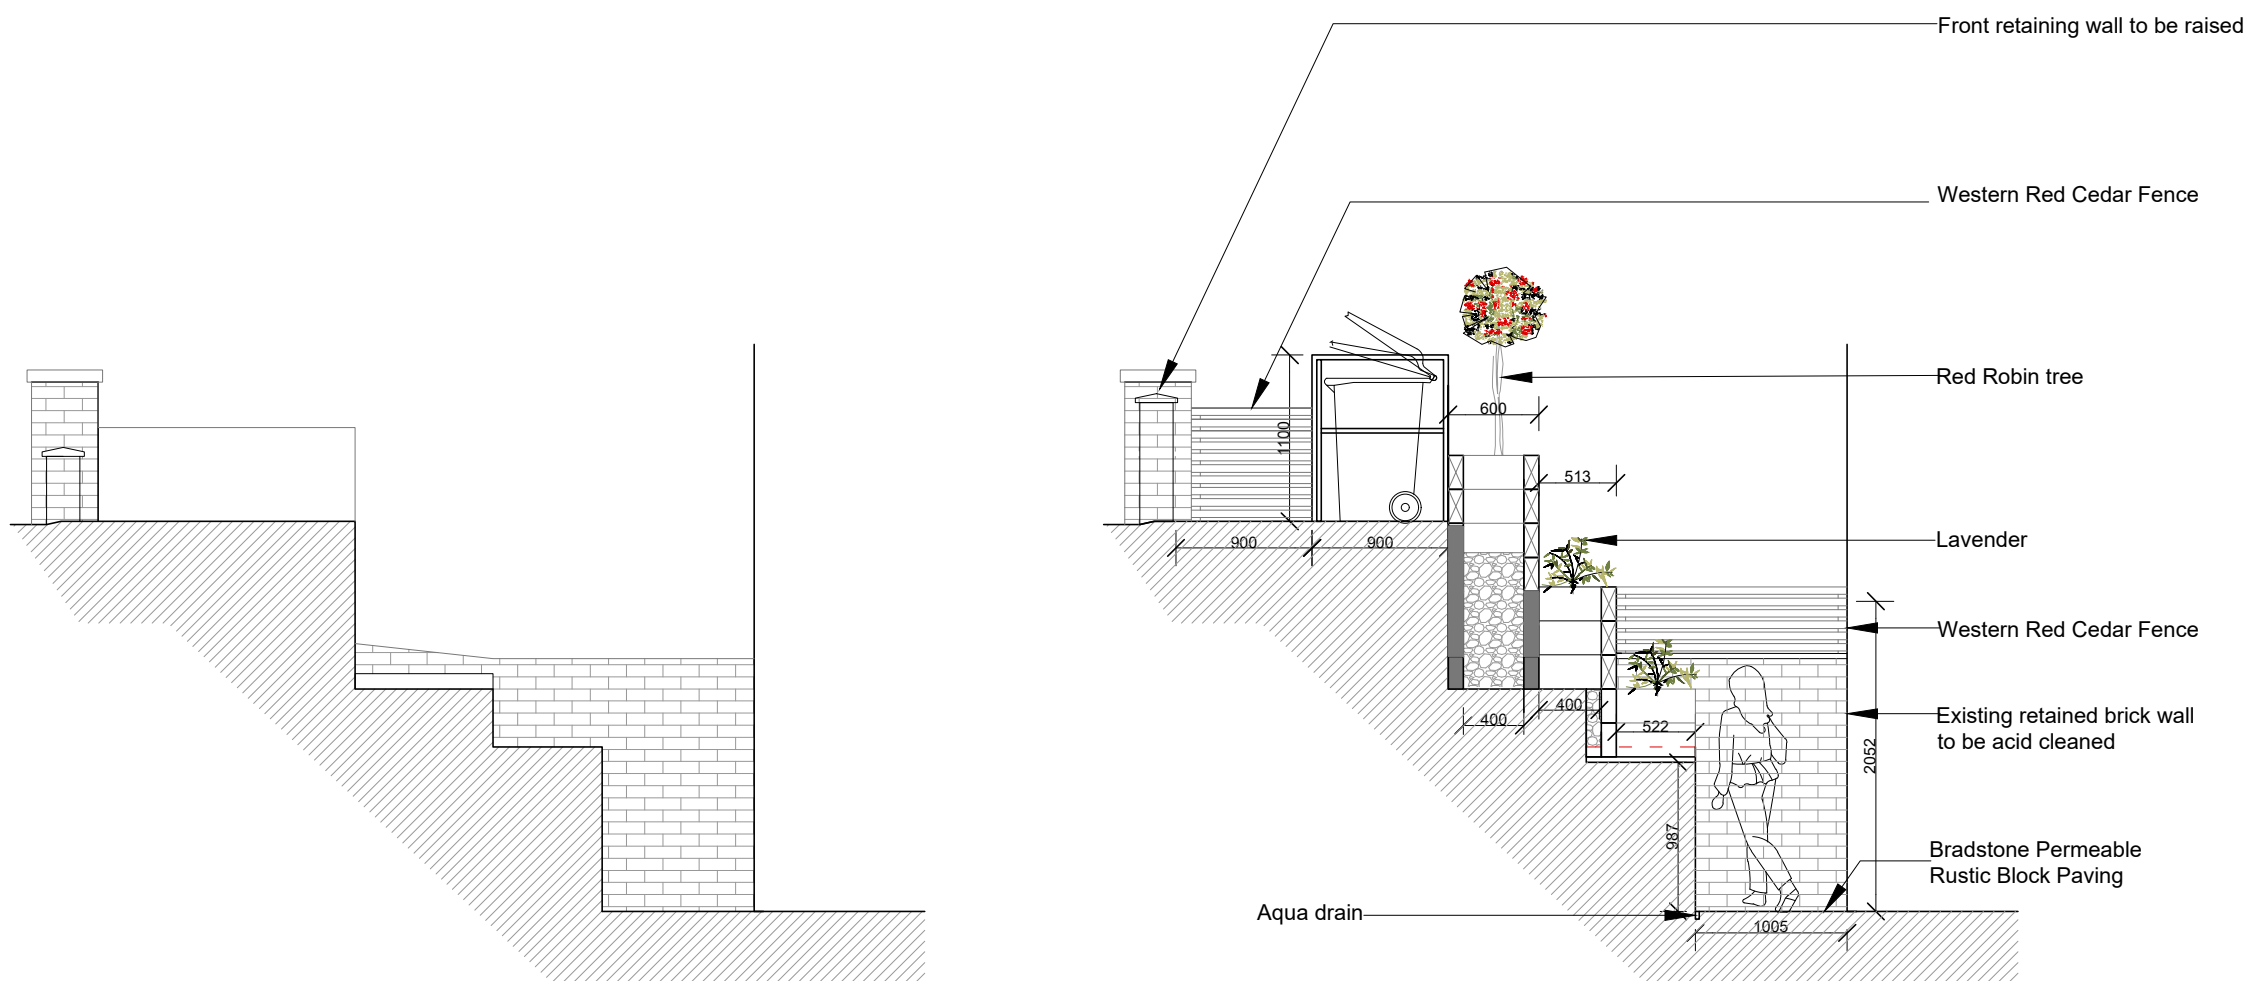 Front retaining wall to be raised
Western Red Cedar Fence
Red Robin tree
600
1100
513
900
900
Lavender
Western Red Cedar Fence
400
400
522
Existing retained brick wall
to be acid cleaned
2052
987
Bradstone Permeable
Rustic Block Paving
Aqua drain
1005